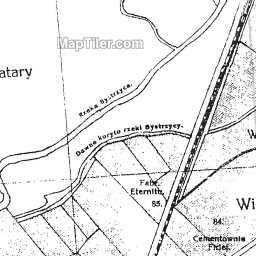 MapTiler.com
atary
Rzeka Bystrzyca.
Dawne koryto rzeki Bystrzycy.
Fabr.
Eternitu.
85.
Wi
84.
Cementownia